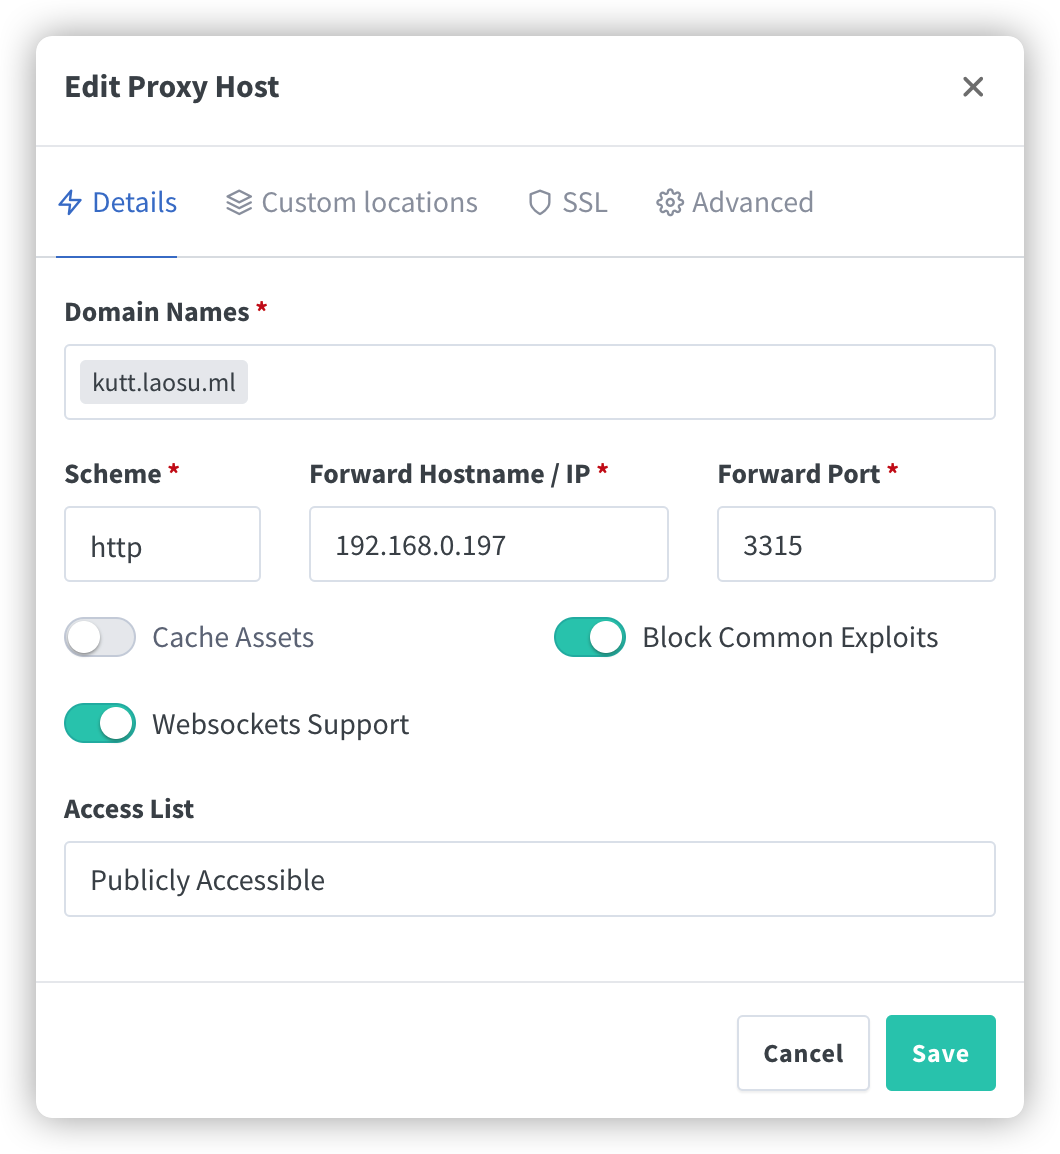 Edit Proxy Host
Details Custom locations SSL Advanced
Domain Names *
kutt.laosu.ml
Scheme * Forward Hostname / IP * Forward Port *
http 192.168.0.197 3315
Cache Assets Block Common Exploits
Websockets Support
Access List
Publicly Accessible
Cancel Save